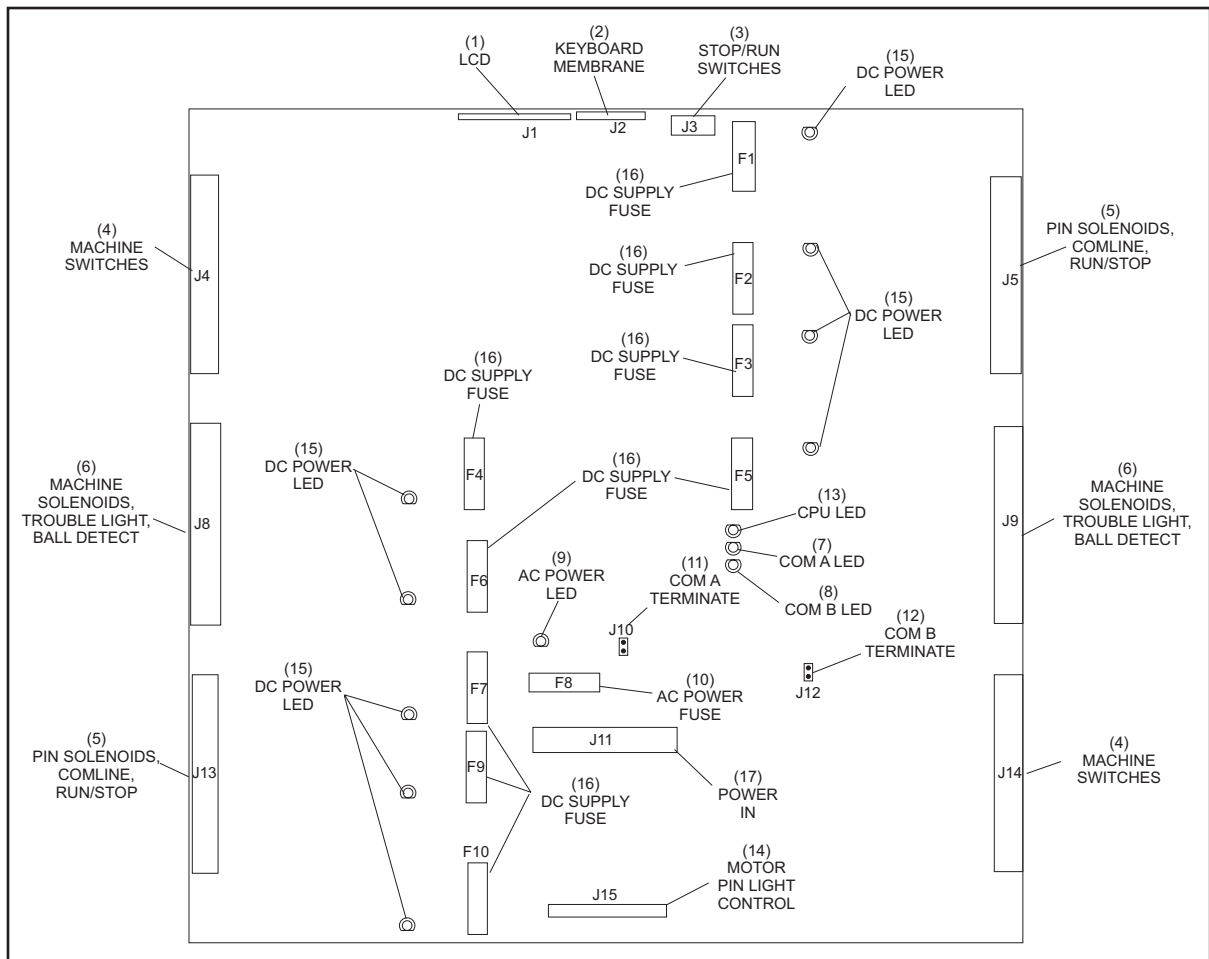 (1)
LCD
(2)
KEYBOARD
MEMBRANE
(3)
STOP/RUN
SWITCHES
(15)
DC POWER
LED
J1
J2
J3
F1
(16)
DC SUPPLY
FUSE
(4)
MACHINE
SWITCHES
J4
(16)
DC SUPPLY
FUSE
F2
(5)
PIN SOLENOIDS,
COMLINE,
RUN/STOP
J5
(15)
DC POWER
LED
(16)
DC SUPPLY
FUSE
F3
(16)
DC SUPPLY
FUSE
F4
(15)
DC POWER
LED
(16)
DC SUPPLY
FUSE
F5
(6)
MACHINE
SOLENOIDS,
TROUBLE LIGHT,
BALL DETECT
J8
(13)
CPU LED
(7)
COM A LED
(8)
COM B LED
(6)
MACHINE
SOLENOIDS,
TROUBLE LIGHT,
BALL DETECT
J9
F6
(9)
AC POWER
LED
(11)
COM A
TERMINATE
J10
(12)
COM B
TERMINATE
J12
(15)
DC POWER
LED
F7
F8
(10)
AC POWER
FUSE
(5)
PIN SOLENOIDS,
COMLINE,
RUN/STOP
J13
F9
J11
(16)
DC SUPPLY
FUSE
(17)
POWER
IN
J14
(4)
MACHINE
SWITCHES
F10
J15
(14)
MOTOR
PIN LIGHT
CONTROL